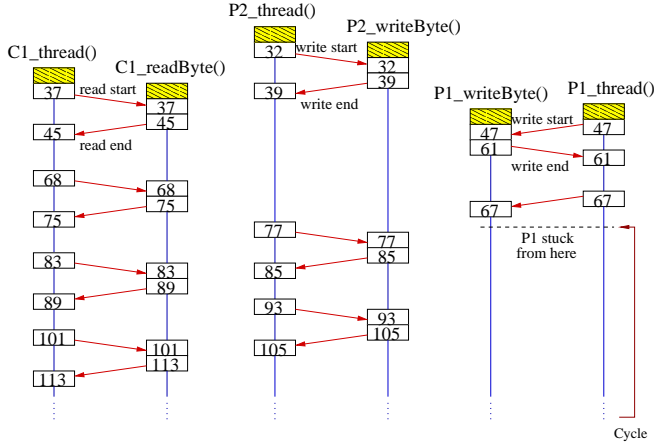 P2_thread()
P2_writeByte()
C1_thread()
C1_readByte()
P1_writeByte()
P1_thread()
32
write start
32
39
39
write end
37
read start
37
45
45
read end
write start
47
47
61
61
write end
68
68
75
75
67
67
P1 stuck
from here
77
77
85
85
83
83
89
89
93
93
105
105
101
101
113
113
Cycle